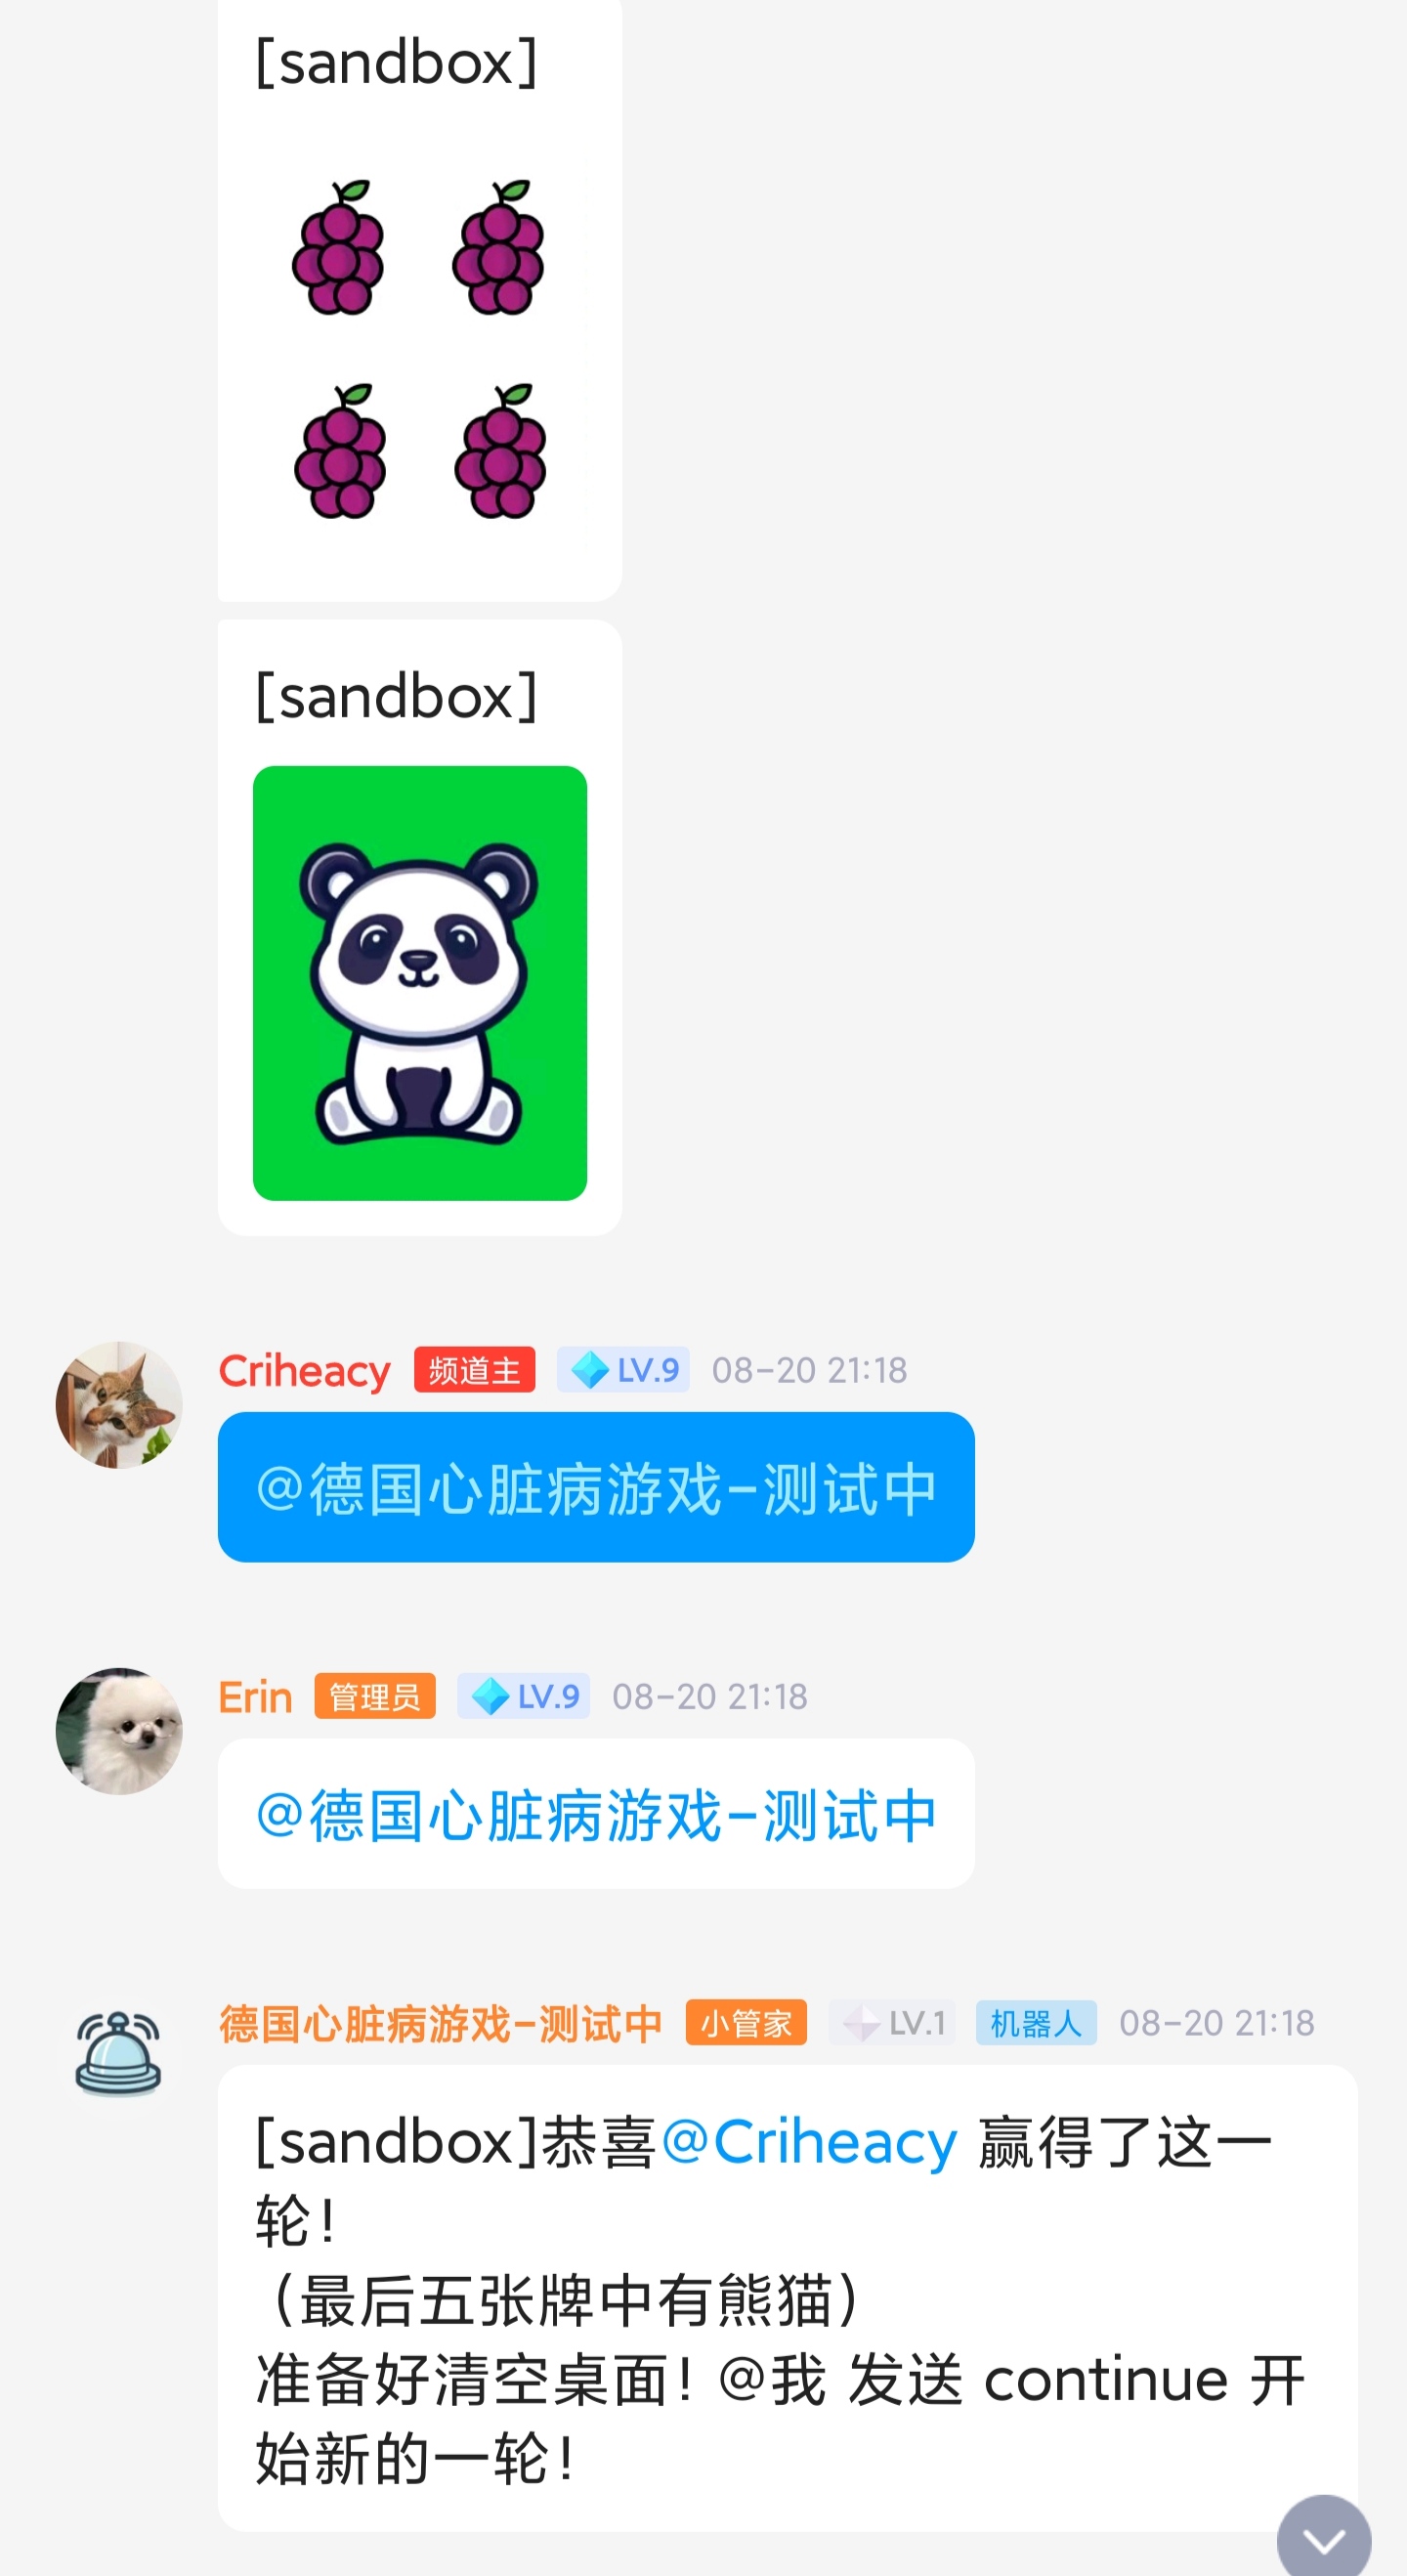 [sandbox]
[sandbox]
Criheacy 频道主 LV.9 08-20 21:18
@德国心脏病游戏-测试中
Erin 管理员 LV.9 08-20 21:18
@德国心脏病游戏-测试中
德国心脏病游戏-测试中 小管家 LV.1 机器人 08-20 21:18
[sandbox]恭喜@Criheacy 赢得了这一
轮！
（最后五张牌中有熊猫）
准备好清空桌面！@我 发送 continue 开
始新的一轮！